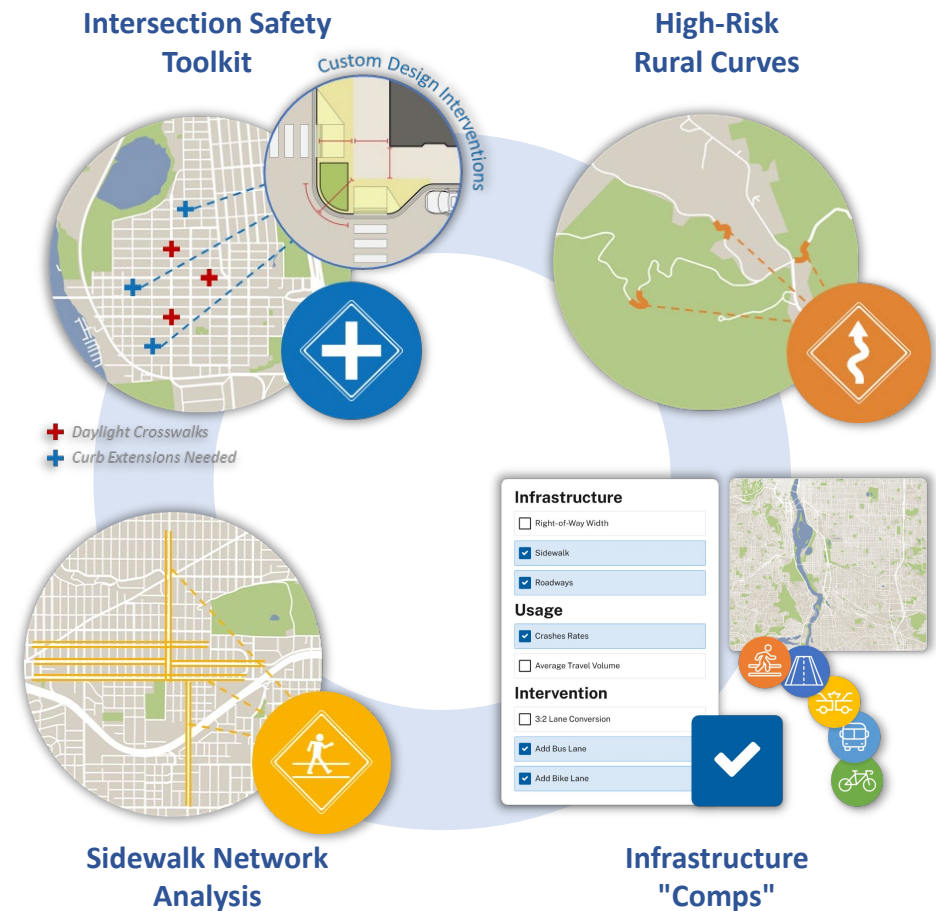 Intersection Safety
Toolkit
Custom Design Interventions
High-Risk
Rural Curves
Daylight Crosswalks
Curb Extensions Needed
Infrastructure
Right-of-Way Width
Sidewalk
Roadways
Usage
Crashes Rates
Average Travel Volume
Intervention
3:2 Lane Conversion
Add Bus Lane
Add Bike Lane
Sidewalk Network
Analysis
Infrastructure
"Comps"